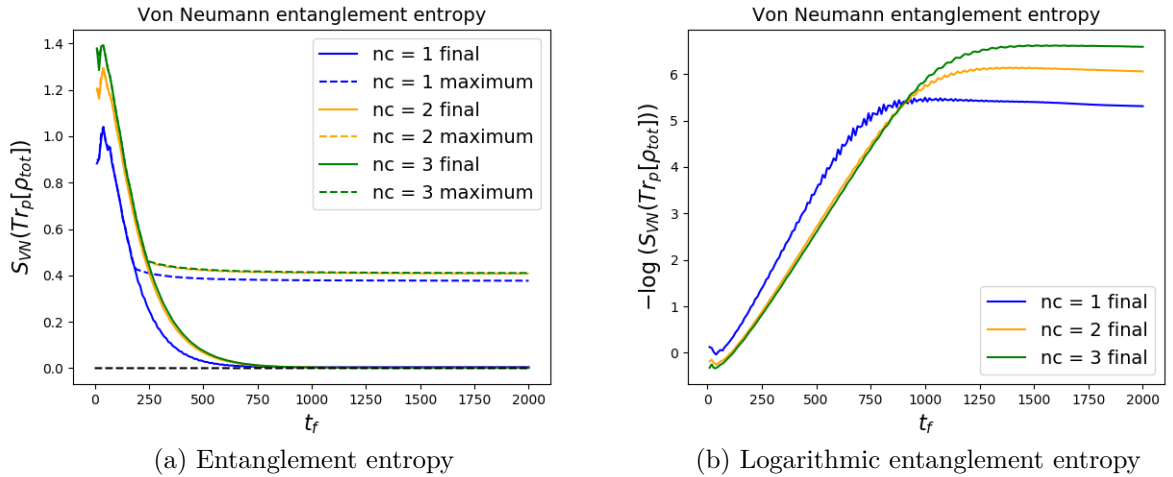 Von Neumann entanglement entropy
S_VN(Tr_p[ρ_tot])
1.4
1.2
1.0
0.8
0.6
0.4
0.2
0.0
nc = 1 final
nc = 1 maximum
nc = 2 final
nc = 2 maximum
nc = 3 final
nc = 3 maximum
0 250 500 750 1000 1250 1500 1750 2000
t_f
(a) Entanglement entropy
Von Neumann entanglement entropy
−log (S_VN(Tr_p[ρ_tot]))
6
5
4
3
2
1
0
nc = 1 final
nc = 2 final
nc = 3 final
0 250 500 750 1000 1250 1500 1750 2000
t_f
(b) Logarithmic entanglement entropy